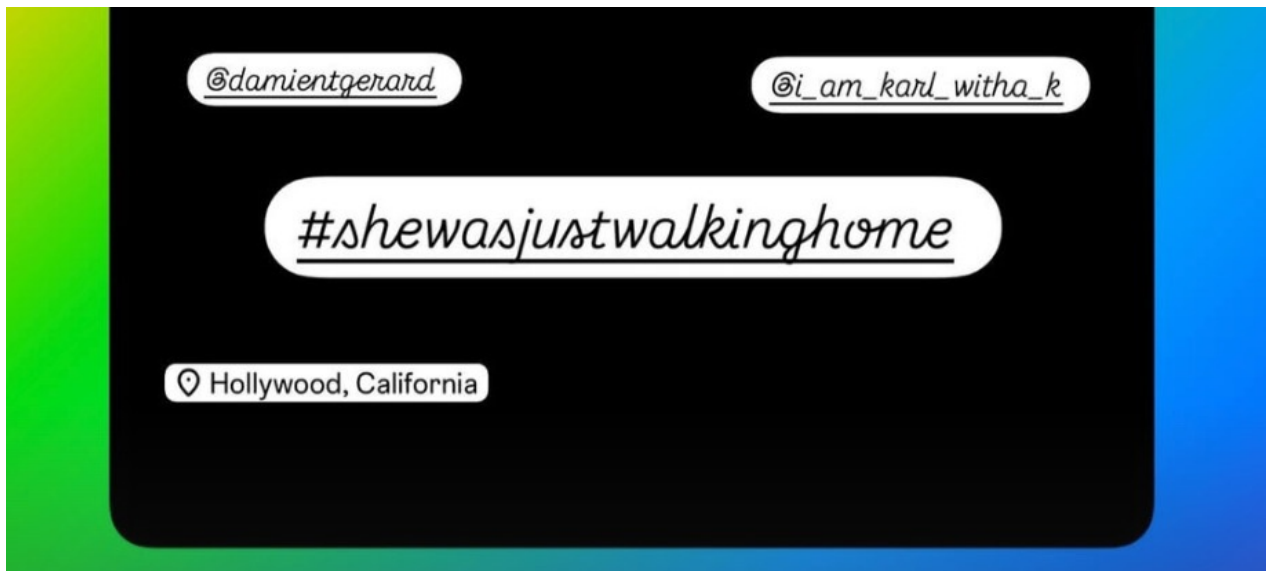 @damientgerard
@i_am_karl_witha_k
#shewasjustwalkinghome
Hollywood, California